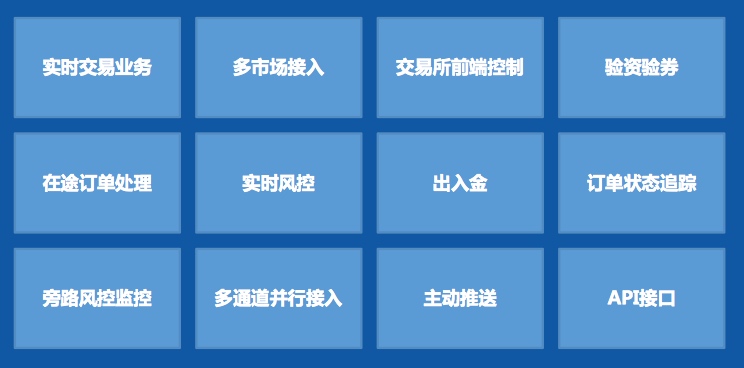 实时交易业务
多市场接入
交易所前端控制
验资验券
在途订单处理
实时风控
出入金
订单状态追踪
旁路风控监控
多通道并行接入
主动推送
API接口